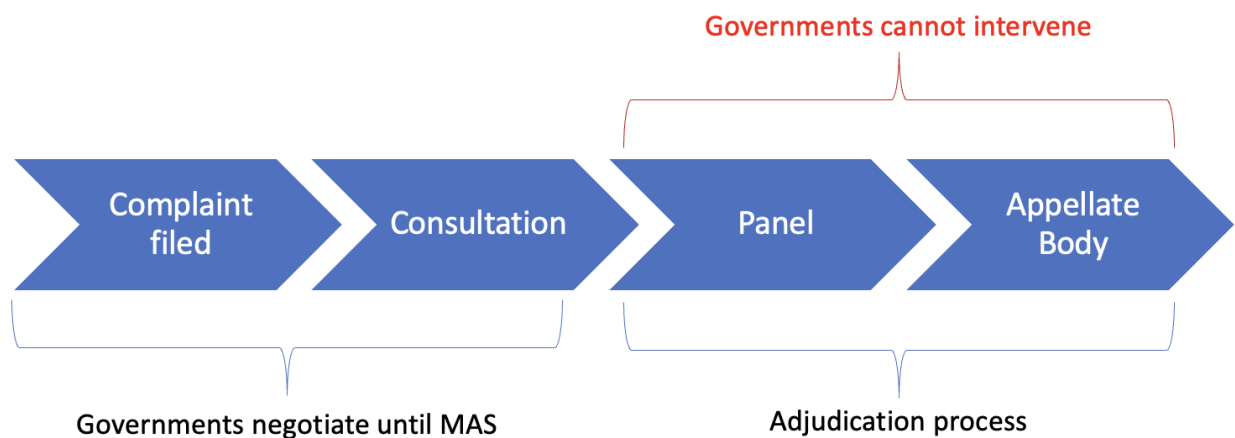 Governments cannot intervene
Complaint
filed
Consultation
Panel
Appellate
Body
Governments negotiate until MAS
Adjudication process